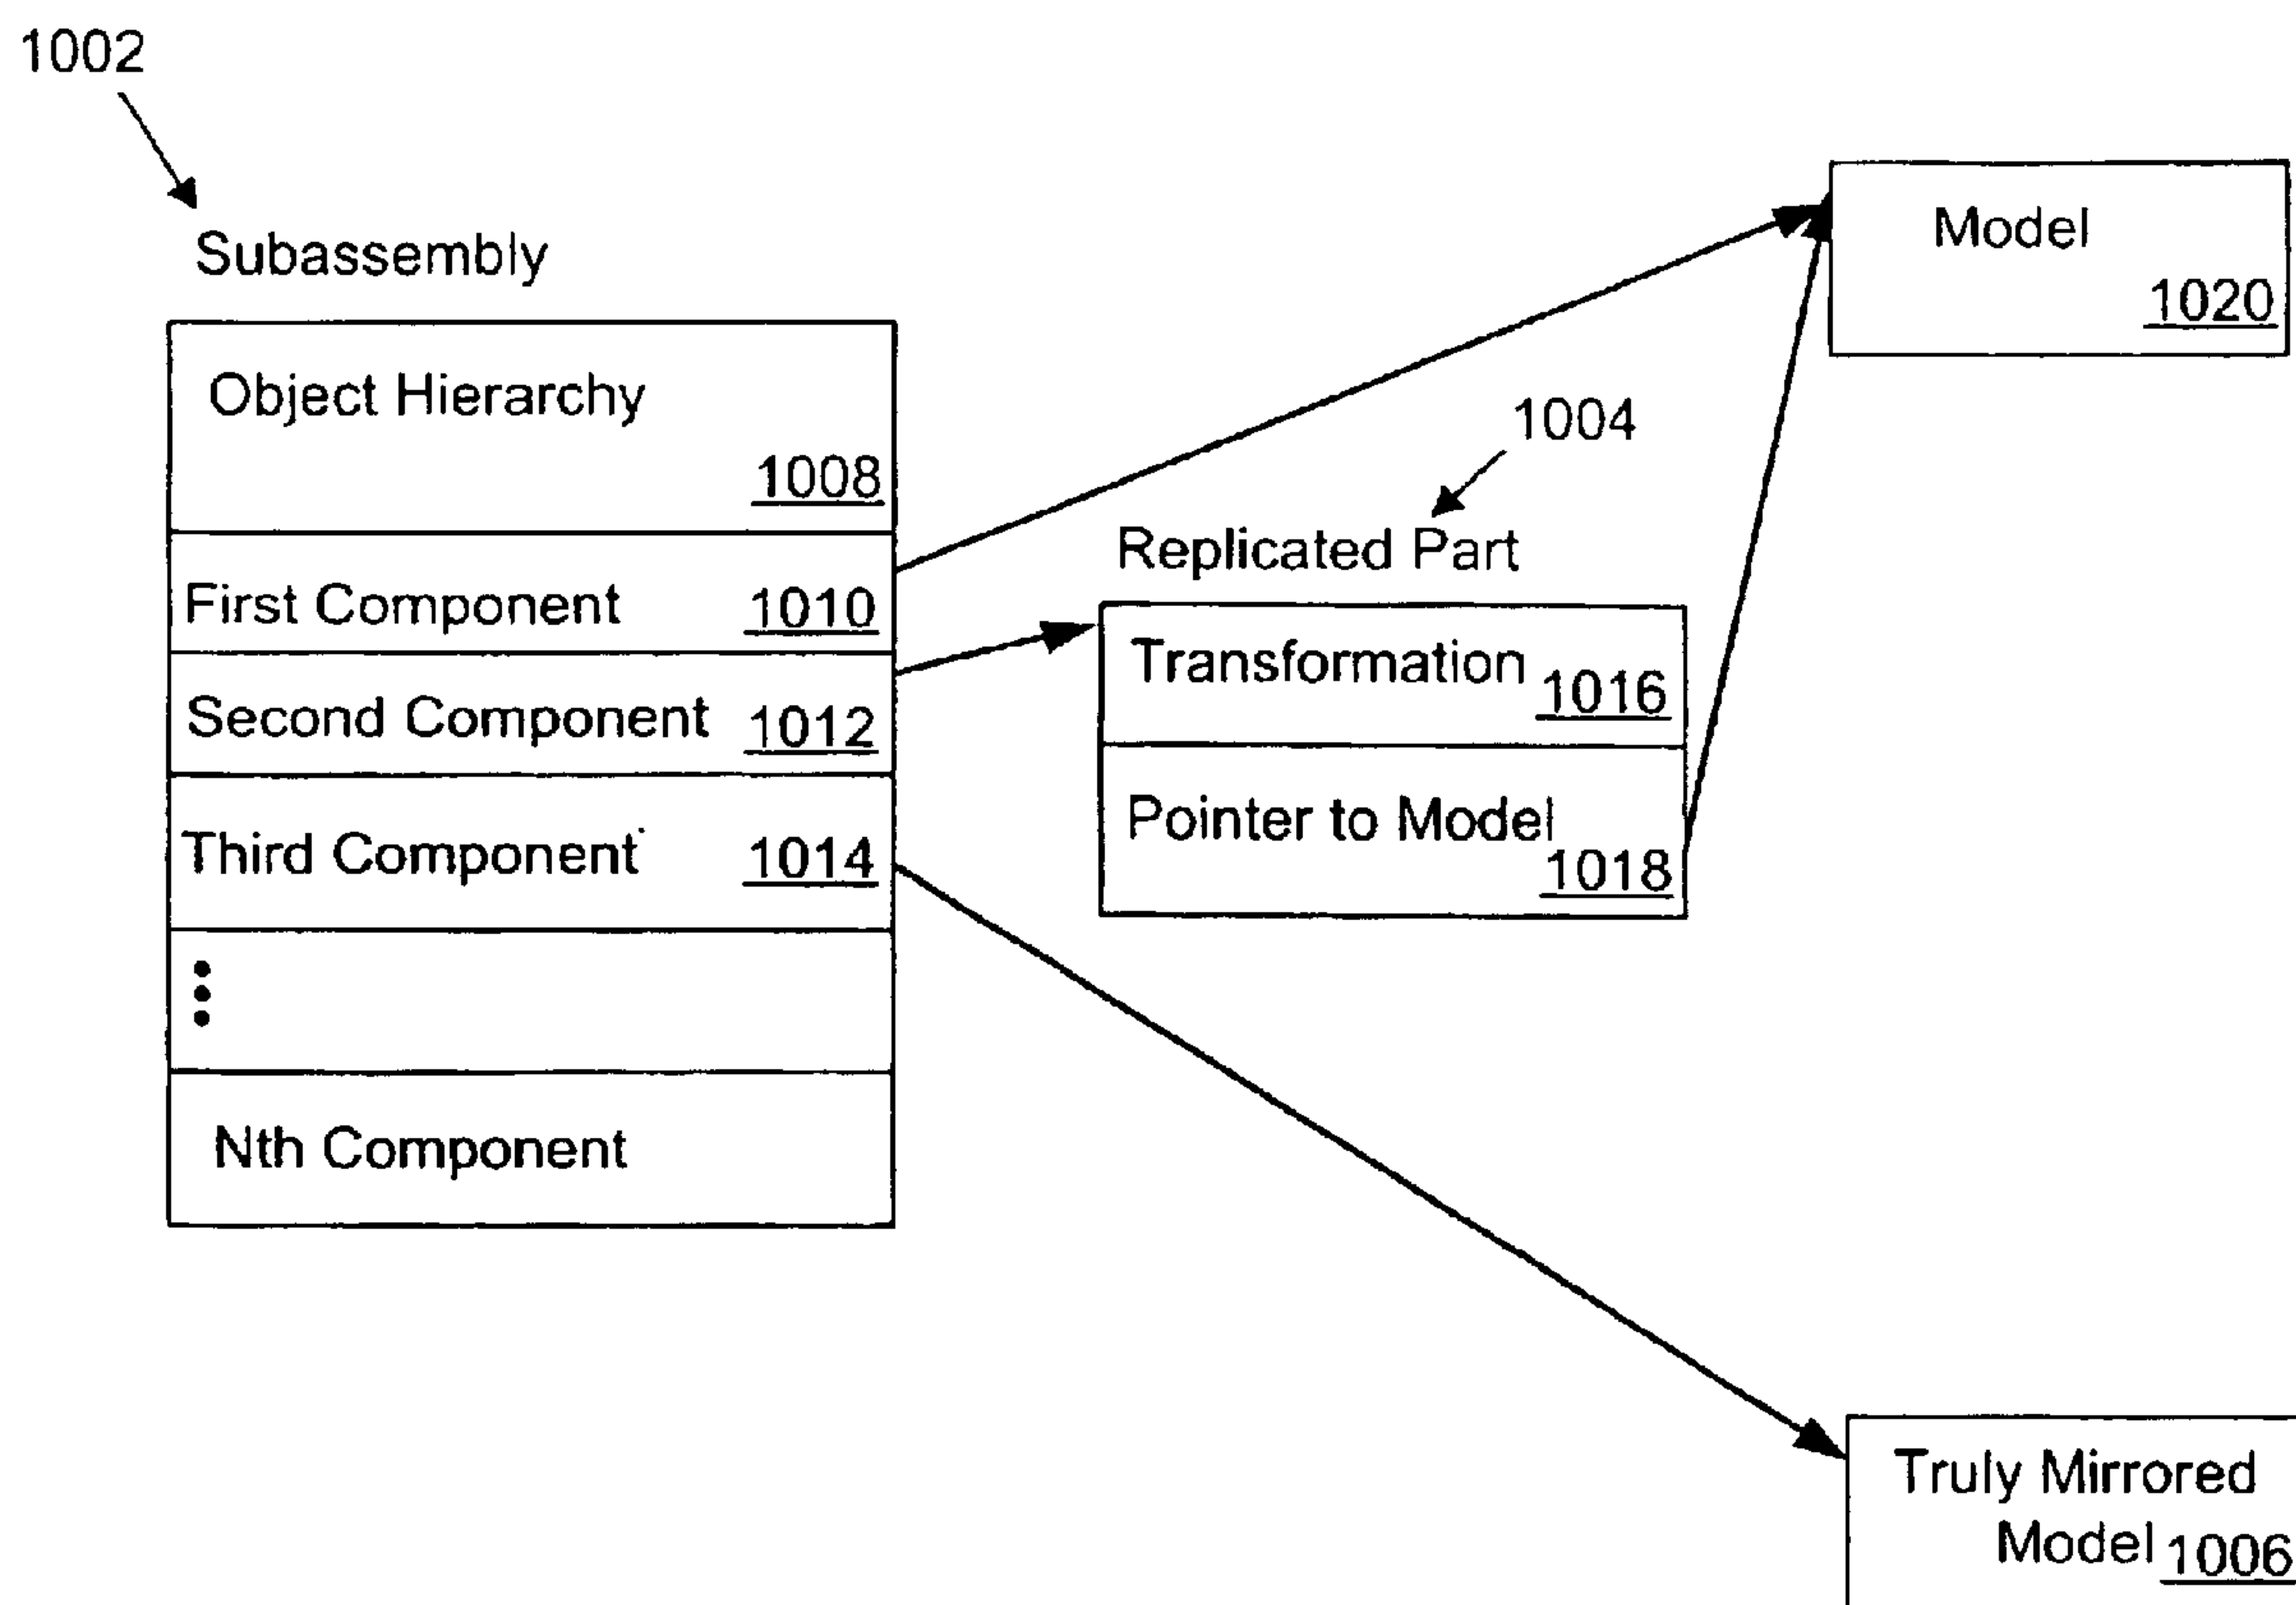 1002
Subassembly
Object Hierarchy
1008
First Component 1010
Second Component 1012
Third Component 1014
Nth Component
1004
Replicated Part
Transformation 1016
Pointer to Model
1018
Model
1020
Truly Mirrored
Model 1006